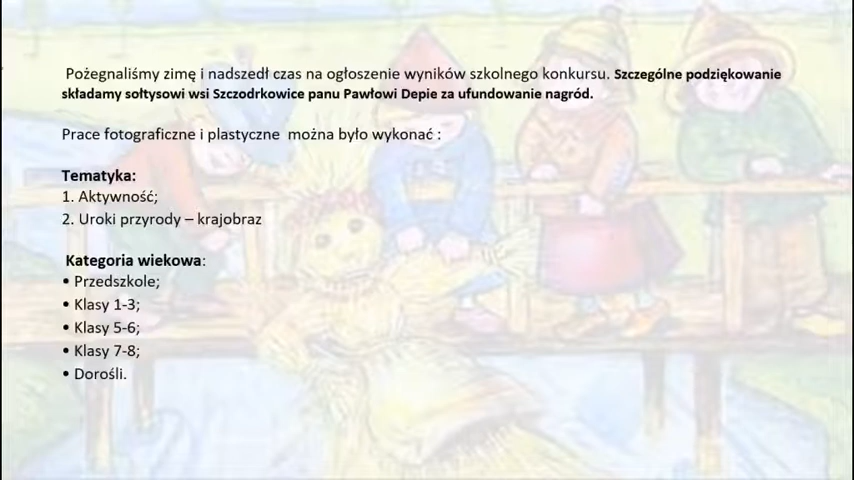 Pożegnaliśmy zimę i nadszedł czas na ogłoszenie wyników szkolnego konkursu. Szczególne podziękowanie
składamy sołtysowi wsi Szczodrkowice panu Pawłowi Depie za ufundowanie nagród.
Prace fotograficzne i plastyczne można było wykonać :
Tematyka:
1. Aktywność;
2. Uroki przyrody – krajobraz
Kategoria wiekowa:
• Przedszkole;
• Klasy 1-3;
• Klasy 5-6;
• Klasy 7-8;
• Dorośli.